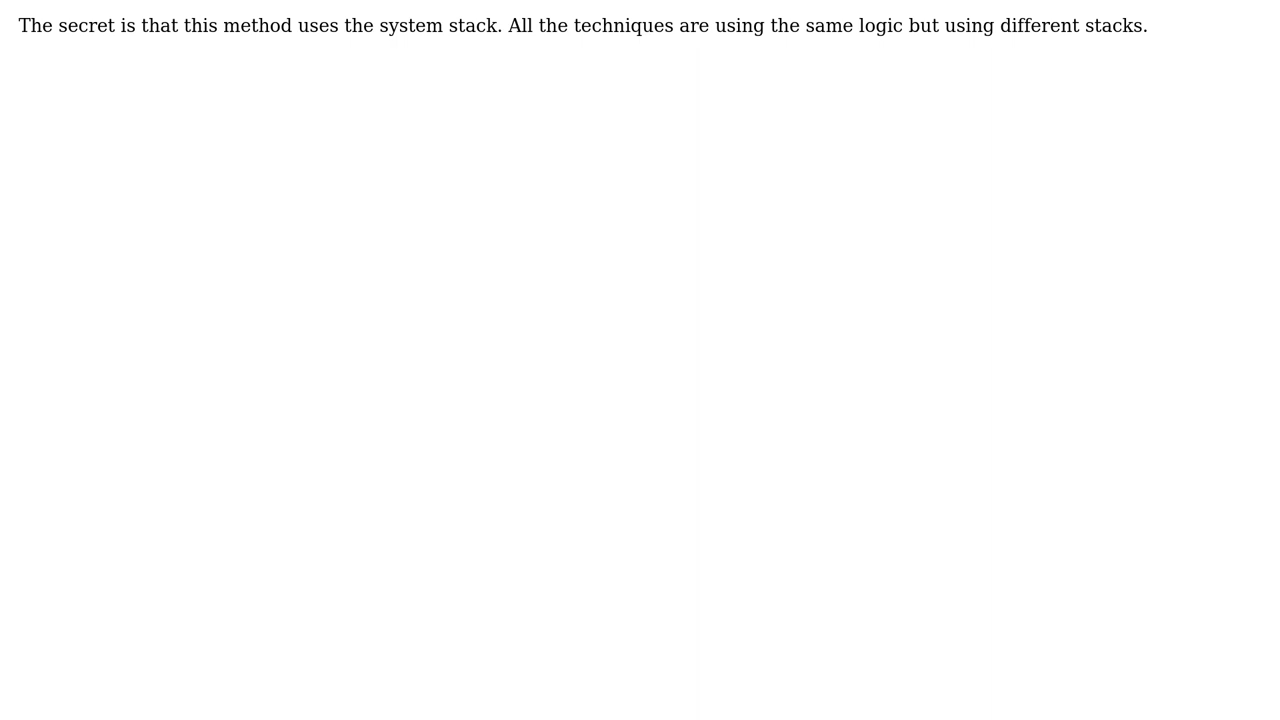 The secret is that this method uses the system stack. All the techniques are using the same logic but using different stacks.